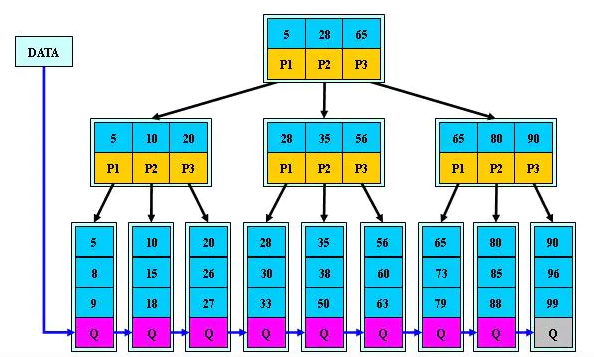 5 28 65
DATA
P1 P2 P3
5 10 20 28 35 56 65 80 90
P1 P2 P3 P1 P2 P3 P1 P2 P3
5 10 20 28 35 56 65 80 90
8 15 26 30 38 60 73 85 96
9 18 27 33 50 63 79 88 99
Q Q Q Q Q Q Q Q Q